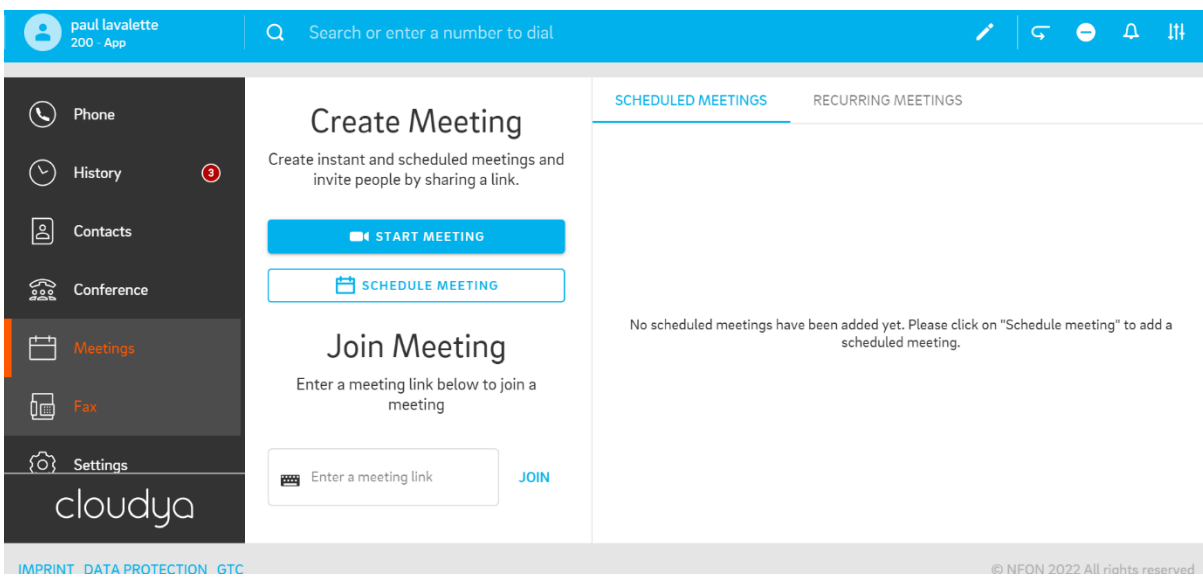 paul lavalette
200 - App
Search or enter a number to dial
Phone
History 3
Contacts
Conference
Meetings
Fax
Settings
cloudya
Create Meeting
Create instant and scheduled meetings and
invite people by sharing a link.
START MEETING
SCHEDULE MEETING
Join Meeting
Enter a meeting link below to join a
meeting
Enter a meeting link JOIN
SCHEDULED MEETINGS RECURRING MEETINGS
No scheduled meetings have been added yet. Please click on "Schedule meeting" to add a
scheduled meeting.
IMPRINT DATA PROTECTION GTC
© NFON 2022 All rights reserved